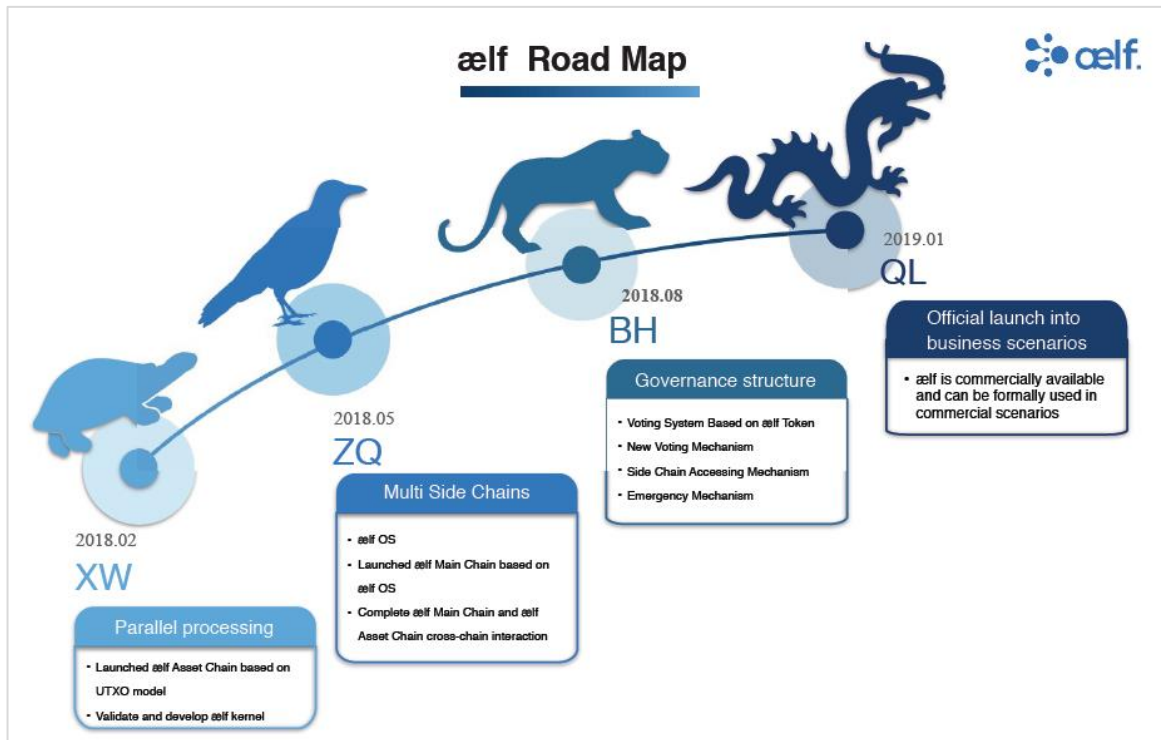 ælf Road Map
ælf.
2018.02
XW
Parallel processing
- Launched ælf Asset Chain based on
UTXO model
- Validate and develop ælf kernel
2018.05
ZQ
Multi Side Chains
- ælf OS
- Launched ælf Main Chain based on
ælf OS
- Complete ælf Main Chain and ælf
Asset Chain cross-chain interaction
2018.08
BH
Governance structure
- Voting System Based on ælf Token
- New Voting Mechanism
- Side Chain Accessing Mechanism
- Emergency Mechanism
2019.01
QL
Official launch into
business scenarios
- ælf is commercially available
and can be formally used in
commercial scenarios